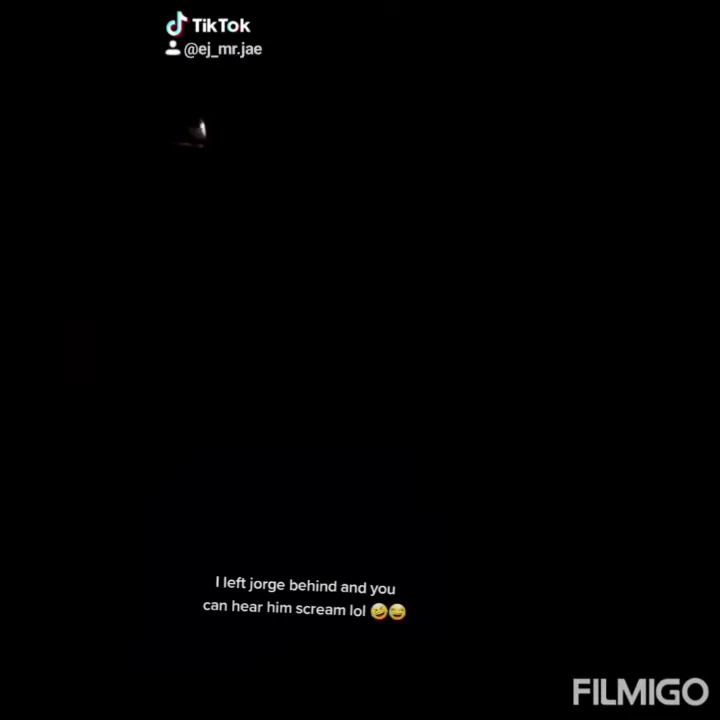 TikTok
@ej_mr.jae
I left jorge behind and you
can hear him scream lol 🤣😂
FILMIGO